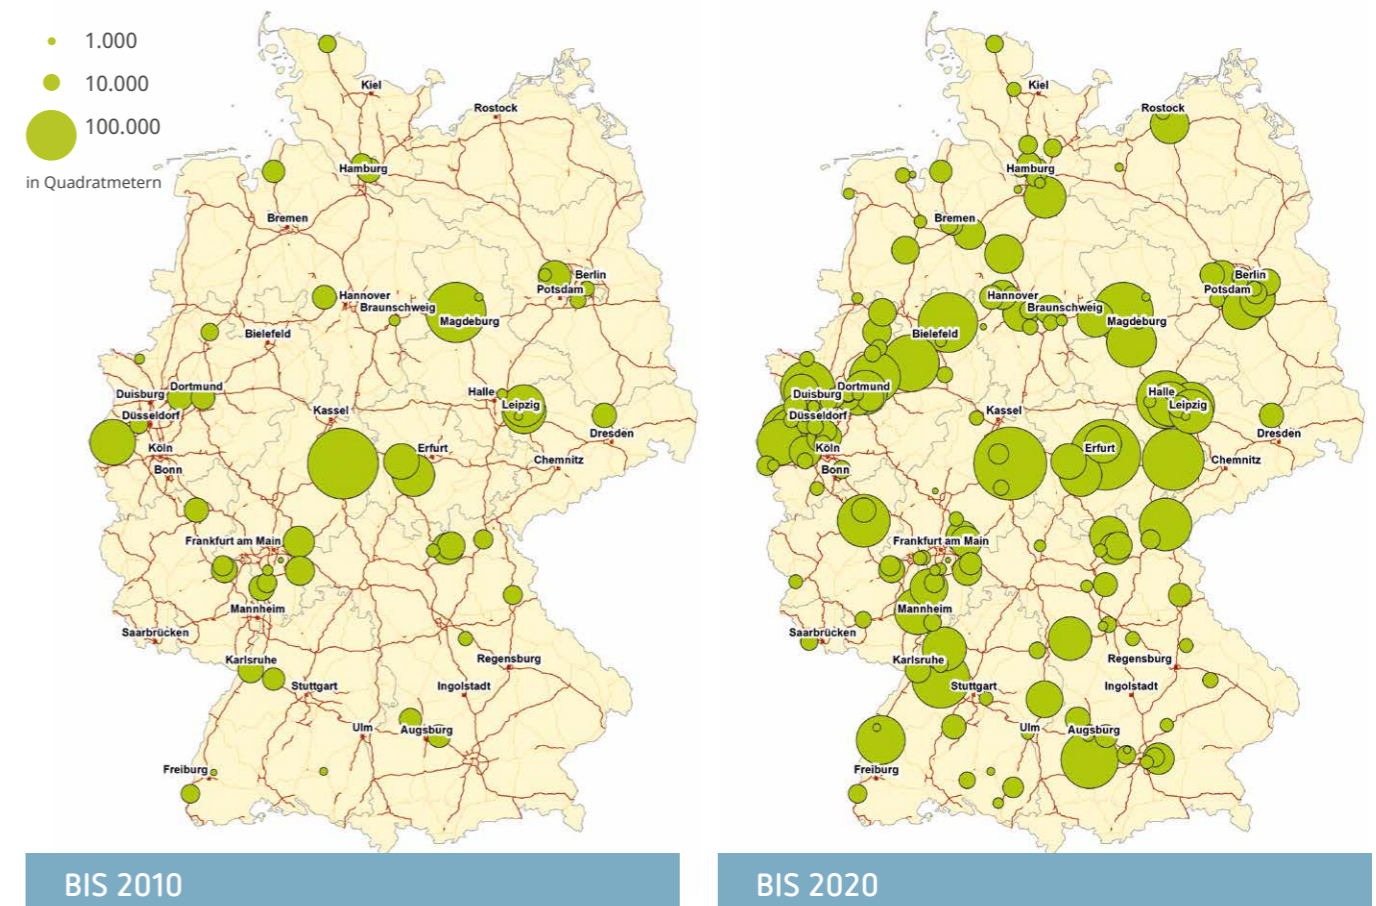 1.000
10.000
100.000
in Quadratmetern
Kiel
Rostock
Hamburg
Bremen
Berlin
Potsdam
Hannover
Braunschweig
Magdeburg
Bielefeld
Dortmund
Duisburg
Düsseldorf
Halle
Leipzig
Kassel
Dresden
Köln
Erfurt
Bonn
Chemnitz
Frankfurt am Main
Mannheim
Saarbrücken
Karlsruhe
Regensburg
Stuttgart
Ingolstadt
Ulm
Augsburg
Freiburg
BIS 2010
Kiel
Rostock
Hamburg
Bremen
Berlin
Potsdam
Hannover
Braunschweig
Magdeburg
Bielefeld
Dortmund
Duisburg
Düsseldorf
Halle
Leipzig
Kassel
Dresden
Köln
Erfurt
Bonn
Chemnitz
Frankfurt am Main
Mannheim
Saarbrücken
Karlsruhe
Regensburg
Stuttgart
Ingolstadt
Ulm
Augsburg
Freiburg
BIS 2020